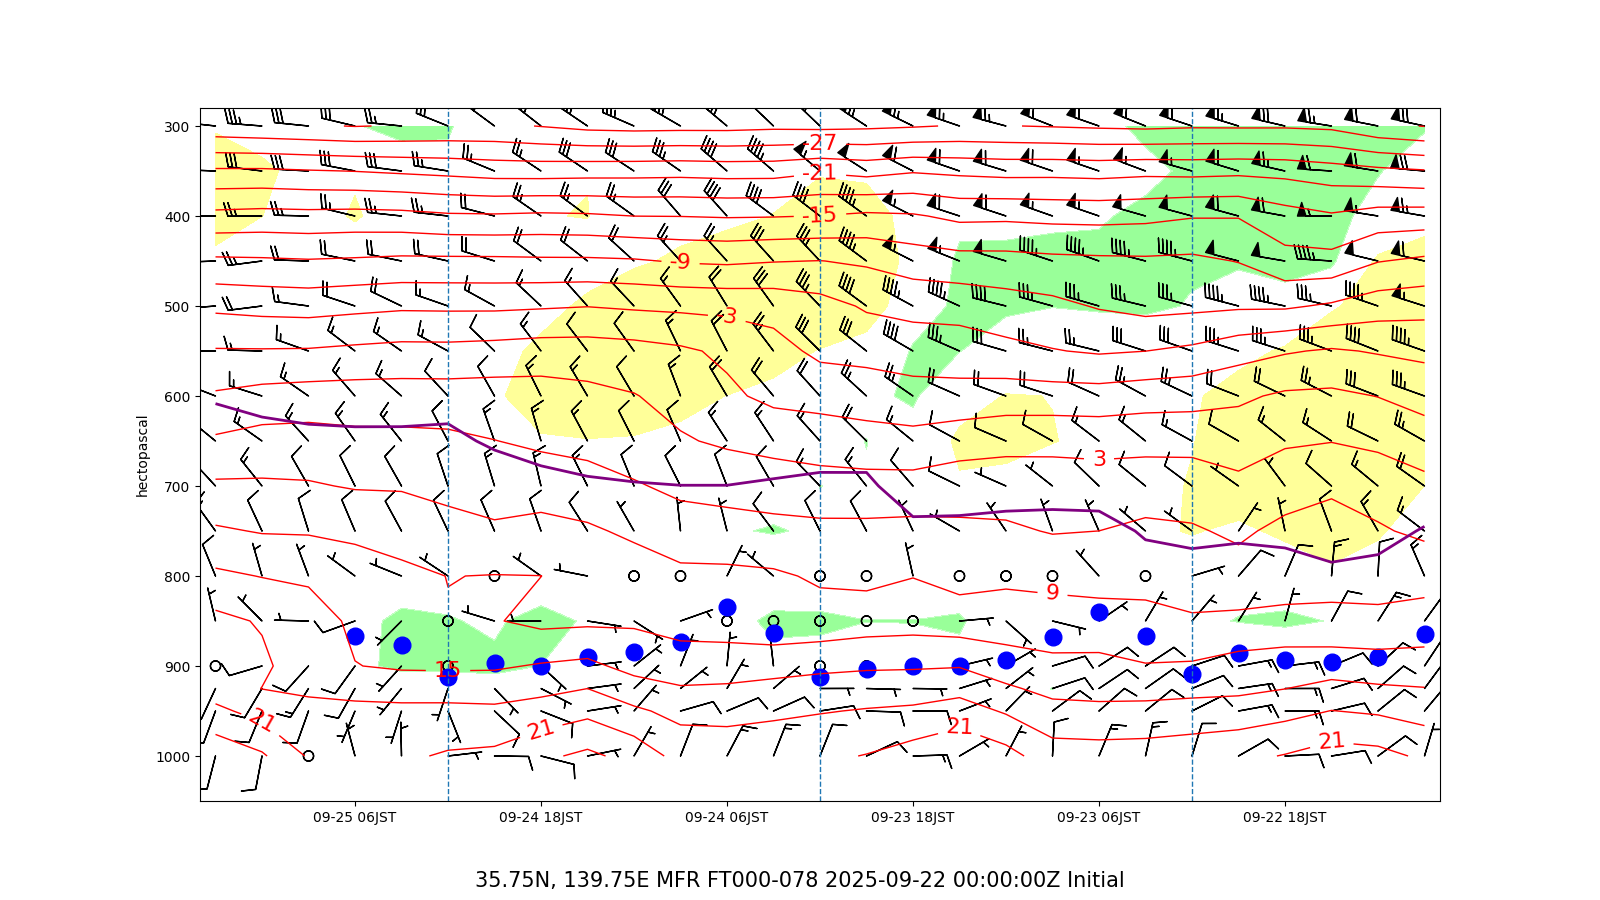 300
400
500
600
700
800
900
1000
hectopascal
-27
-21
-15
-9
-3
3
9
15
21
21
21
21
09-25 06JST
09-24 18JST
09-24 06JST
09-23 18JST
09-23 06JST
09-22 18JST
35.75N, 139.75E MFR FT000-078 2025-09-22 00:00:00Z Initial